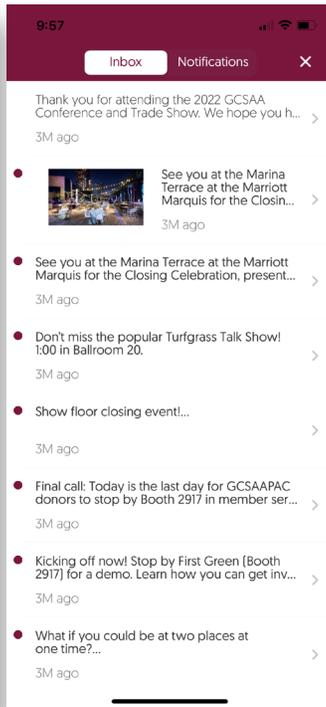 9:57
Inbox
Notifications
Thank you for attending the 2022 GCSAA
Conference and Trade Show. We hope you h...
3M ago
See you at the Marina
Terrace at the Marriott
Marquis for the Closin...
3M ago
See you at the Marina Terrace at the Marriott
Marquis for the Closing Celebration, present...
3M ago
Don't miss the popular Turfgrass Talk Show!
1:00 in Ballroom 20.
3M ago
Show floor closing event!...
3M ago
Final call: Today is the last day for GCSAAPAC
donors to stop by Booth 2917 in member ser...
3M ago
Kicking off now! Stop by First Green (Booth
2917) for a demo. Learn how you can get inv...
3M ago
What if you could be at two places at
one time?...
3M ago